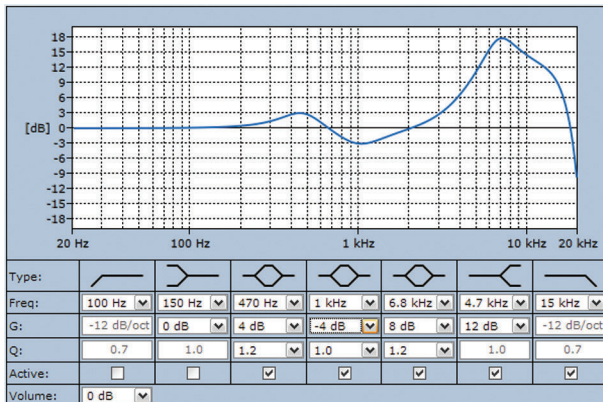 18
15
12
9
6
3
[dB] 0
-3
-6
-9
-12
-15
-18
20 Hz 100 Hz 1 kHz 10 kHz 20 kHz
Type:
Freq: 100 Hz 150 Hz 470 Hz 1 kHz 6.8 kHz 4.7 kHz 15 kHz
G: -12 dB/oct 0 dB 4 dB -4 dB 8 dB 12 dB -12 dB/oct
Q: 0.7 1.0 1.2 1.0 1.2 1.0 0.7
Active:
Volume: 0 dB